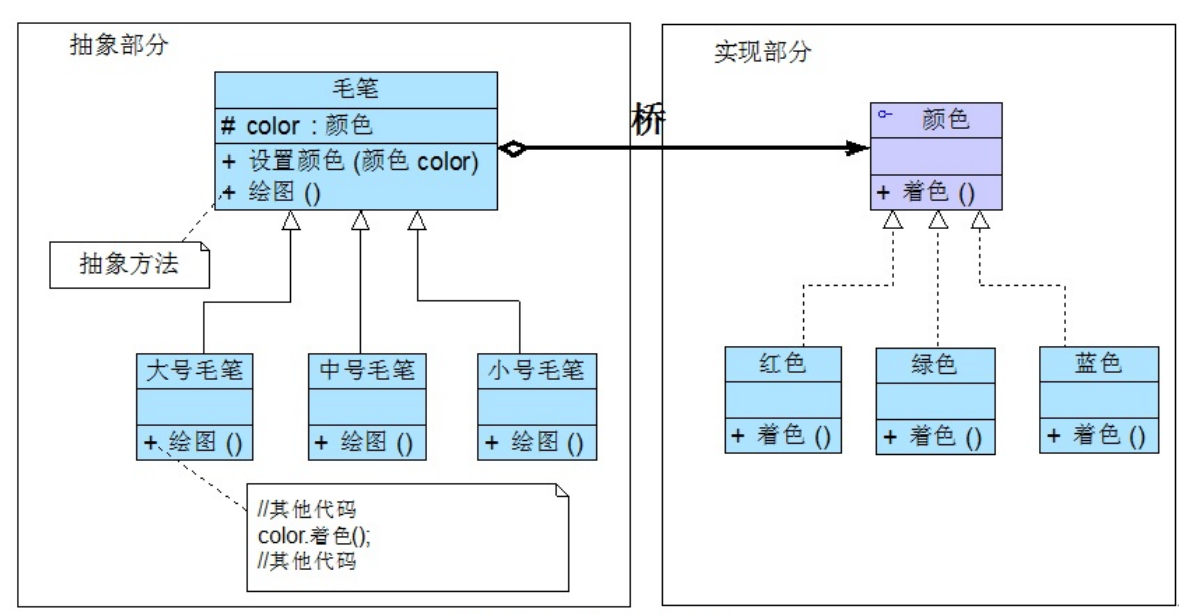 抽象部分
毛笔
# color : 颜色
+ 设置颜色 (颜色 color)
+ 绘图 ()
抽象方法
大号毛笔
+ 绘图 ()
中号毛笔
+ 绘图 ()
小号毛笔
+ 绘图 ()
//其他代码
color.着色();
//其他代码
桥
实现部分
颜色
+ 着色 ()
红色
+ 着色 ()
绿色
+ 着色 ()
蓝色
+ 着色 ()